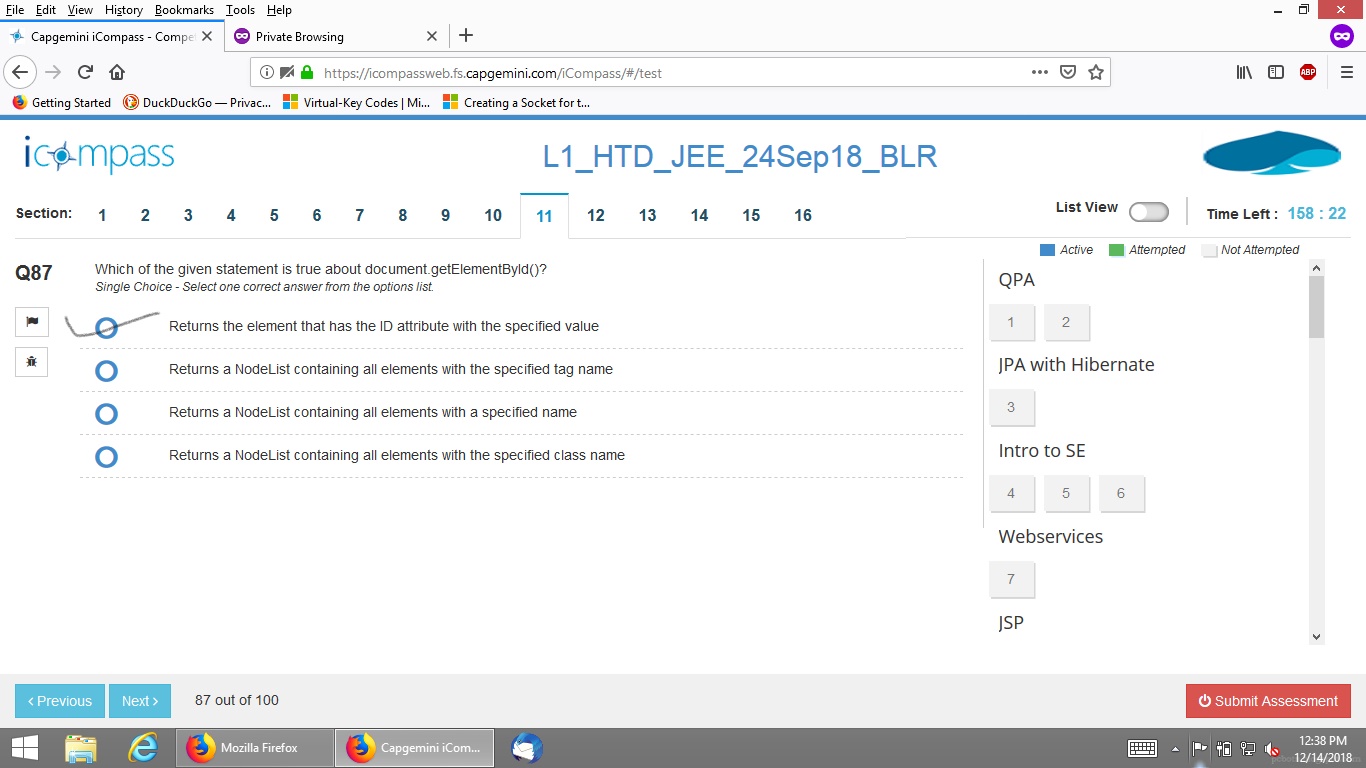 File Edit View History Bookmarks Tools Help
Capgemini iCompass - Compe
Private Browsing
https://icompassweb.fs.capgemini.com/iCompass/#/test
ABP
Getting Started
DuckDuckGo — Privac...
Virtual-Key Codes | Mi...
Creating a Socket for t...
icompass
L1_HTD_JEE_24Sep18_BLR
Section: 1 2 3 4 5 6 7 8 9 10 11 12 13 14 15 16
List View
Time Left : 158 : 22
Active Attempted Not Attempted
Q87
Which of the given statement is true about document.getElementById()?
Single Choice - Select one correct answer from the options list.
Returns the element that has the ID attribute with the specified value
Returns a NodeList containing all elements with the specified tag name
Returns a NodeList containing all elements with a specified name
Returns a NodeList containing all elements with the specified class name
QPA
1 2
JPA with Hibernate
3
Intro to SE
4 5 6
Webservices
7
JSP
Previous
Next
87 out of 100
Submit Assessment
Mozilla Firefox
Capgemini iCom...
12:38 PM
12/14/2018